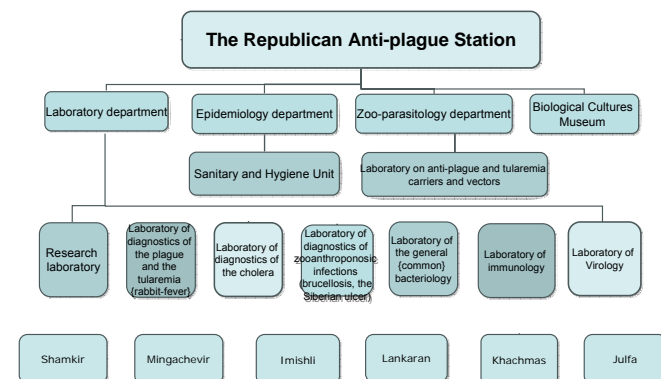 The Republican Anti-plague Station
Laboratory department
Epidemiology department
Zoo-parasitology department
Biological Cultures
Museum
Sanitary and Hygiene Unit
Laboratory on anti-plague and tularemia
carriers and vectors
Research
laboratory
Laboratory of
diagnostics of
the plague
and the
tularemia
{rabbit-fever}
Laboratory of
diagnostics of
the cholera
Laboratory of
diagnostics of
zooanthroponosic
infections
(brucellosis, the
Siberian ulcer)
Laboratory of
the general
{common}
bacteriology
Laboratory of
immunology
Laboratory of
Virology
Shamkir
Mingachevir
Imishli
Lankaran
Khachmas
Julfa